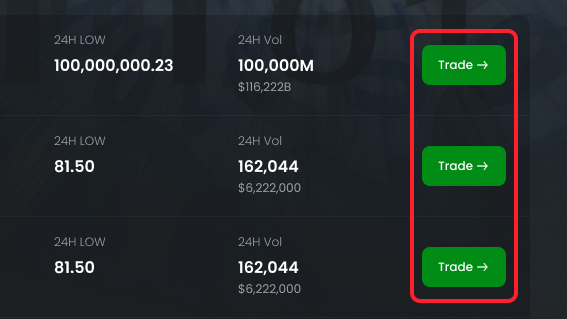 24H LOW 24H Vol
100,000,000.23 100,000M Trade →
$116,222B
24H LOW 24H Vol
81.50 162,044 Trade →
$6,222,000
24H LOW 24H Vol
81.50 162,044 Trade →
$6,222,000